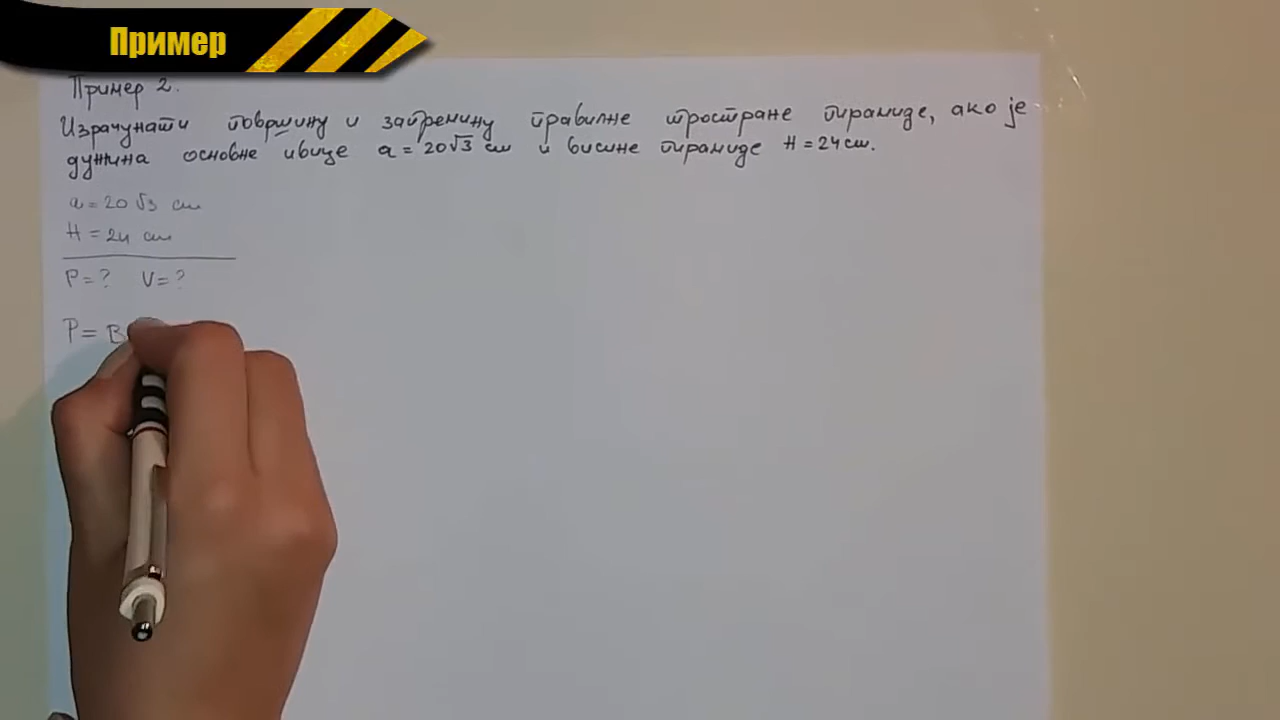 Пример
Пример 2.
Израчунати површину и запремину правилне тростране пирамиде, ако је
дужина основне ивице a = 20√3 cm и висине пирамиде H = 24 cm.
a = 20√3 cm
H = 24 cm
P = ? V = ?
P = B